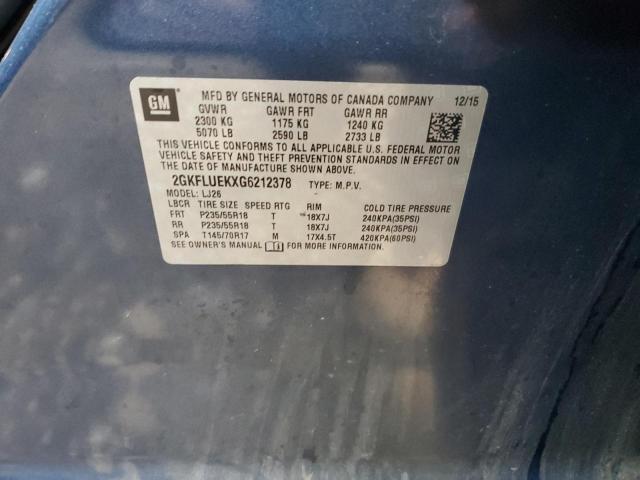 GM
MFD BY GENERAL MOTORS OF CANADA COMPANY 12/15
GVWR GAWR FRT GAWR RR
2300 KG 1175 KG 1240 KG
5070 LB 2590 LB 2733 LB
THIS VEHICLE CONFORMS TO ALL APPLICABLE U.S. FEDERAL MOTOR
VEHICLE SAFETY AND THEFT PREVENTION STANDARDS IN EFFECT ON
THE DATE OF MANUFACTURE SHOWN ABOVE.
2GKFLUEKXG6212378 TYPE: M.P.V.
MODEL: LJ26
LBCR TIRE SIZE SPEED RTG RIM COLD TIRE PRESSURE
FRT P235/55R18 T 18X7J 240KPA(35PSI)
RR P235/55R18 T 18X7J 240KPA(35PSI)
SPA T145/70R17 M 17X4.5T 420KPA(60PSI)
SEE OWNER'S MANUAL FOR MORE INFORMATION